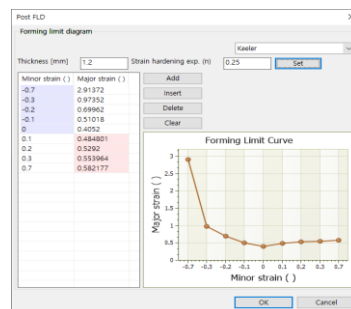 Post FLD
Forming limit diagram
Keeler
Thickness [mm] 1.2 Strain hardening exp. (n) 0.25 Set
Minor strain ( ) Major strain ( )
-0.7 2.91372
-0.3 0.97352
-0.2 0.69962
-0.1 0.51018
0 0.4052
0.1 0.484801
0.2 0.5292
0.3 0.553964
0.7 0.582177
Add
Insert
Delete
Clear
Forming Limit Curve
Major strain ( )
3
2.5
2
1.5
1
0.5
0
-0.7 -0.3 -0.2 -0.1 0 0.1 0.2 0.3 0.7
Minor strain ( )
OK Cancel